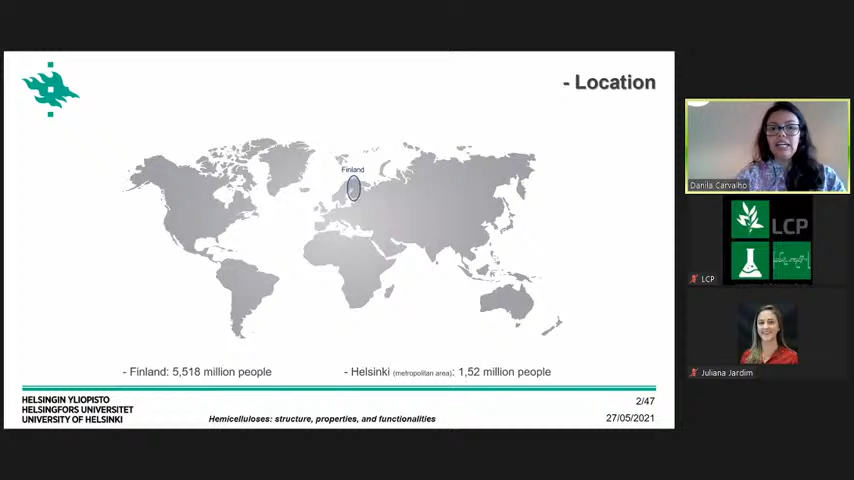 - Location
Finland
- Finland: 5,518 million people
- Helsinki (metropolitan area): 1,52 million people
HELSINGIN YLIOPISTO
HELSINGFORS UNIVERSITET
UNIVERSITY OF HELSINKI
Hemicelluloses: structure, properties, and functionalities
2/47
27/05/2021
Danila Carvalho
LCP
LCP
Juliana Jardim